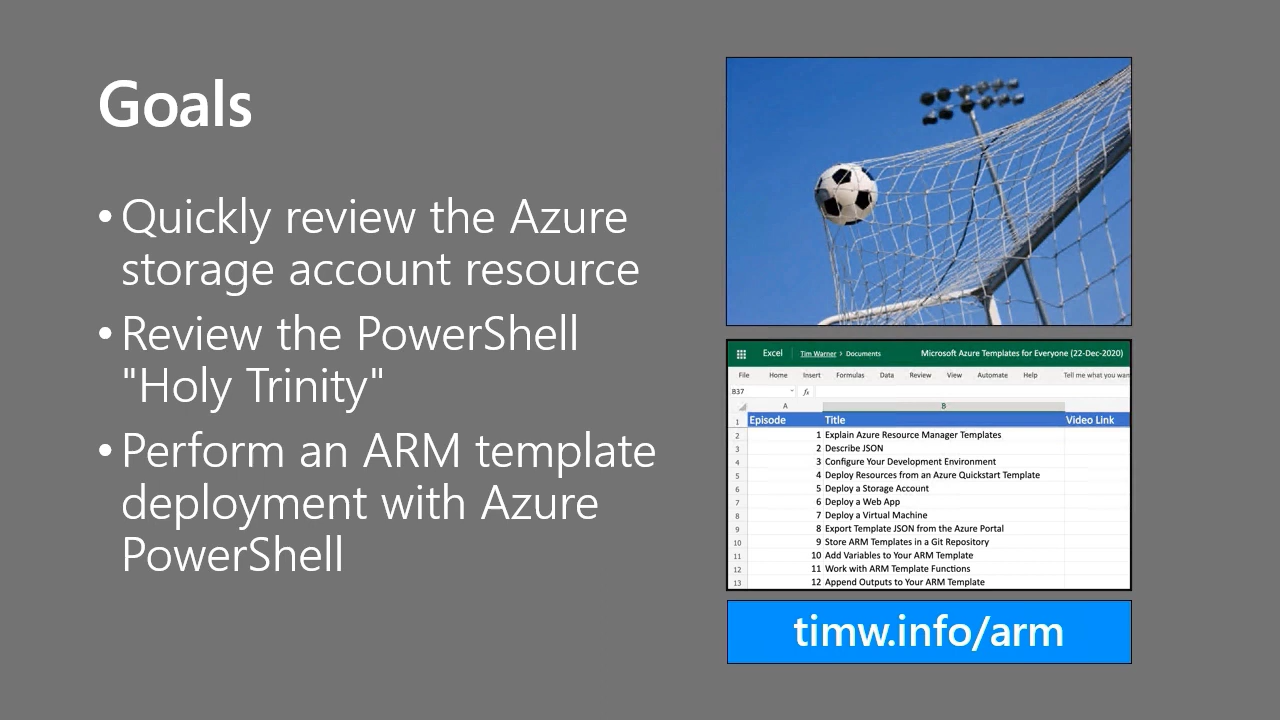 Goals
• Quickly review the Azure
storage account resource
• Review the PowerShell
"Holy Trinity"
• Perform an ARM template
deployment with Azure
PowerShell
Excel Tim Warner > Documents Microsoft Azure Templates for Everyone (22-Dec-2020)
File Home Insert Formulas Data Review View Automate Help Tell me what you wan
B37 fx
A B
1 Episode Title Video Link
2 1 Explain Azure Resource Manager Templates
3 2 Describe JSON
4 3 Configure Your Development Environment
5 4 Deploy Resources from an Azure Quickstart Template
6 5 Deploy a Storage Account
7 6 Deploy a Web App
8 7 Deploy a Virtual Machine
9 8 Export Template JSON from the Azure Portal
10 9 Store ARM Templates in a Git Repository
11 10 Add Variables to Your ARM Template
12 11 Work with ARM Template Functions
13 12 Append Outputs to Your ARM Template
timw.info/arm